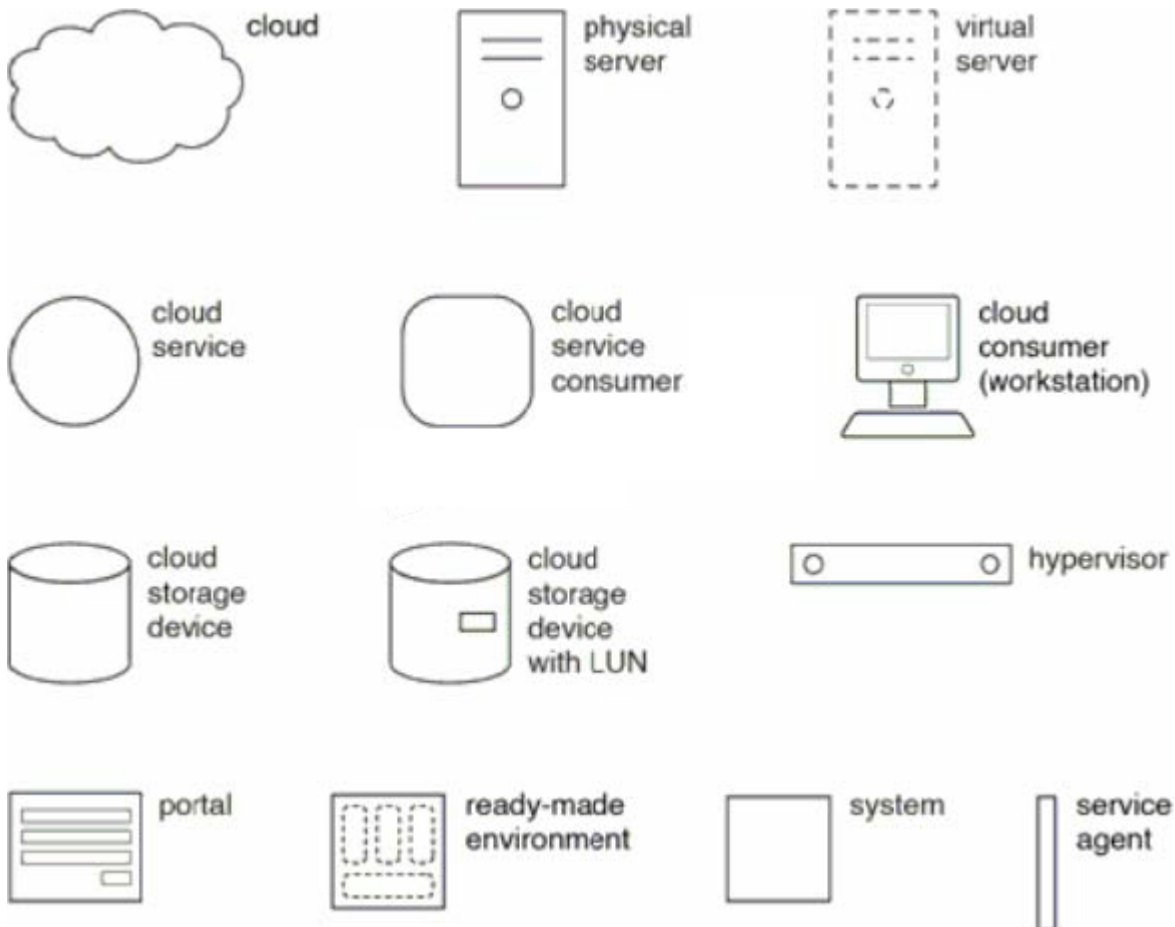 cloud
physical
server
virtual
server
cloud
service
cloud
service
consumer
cloud
consumer
(workstation)
cloud
storage
device
cloud
storage
device
with LUN
hypervisor
portal
ready-made
environment
system
service
agent